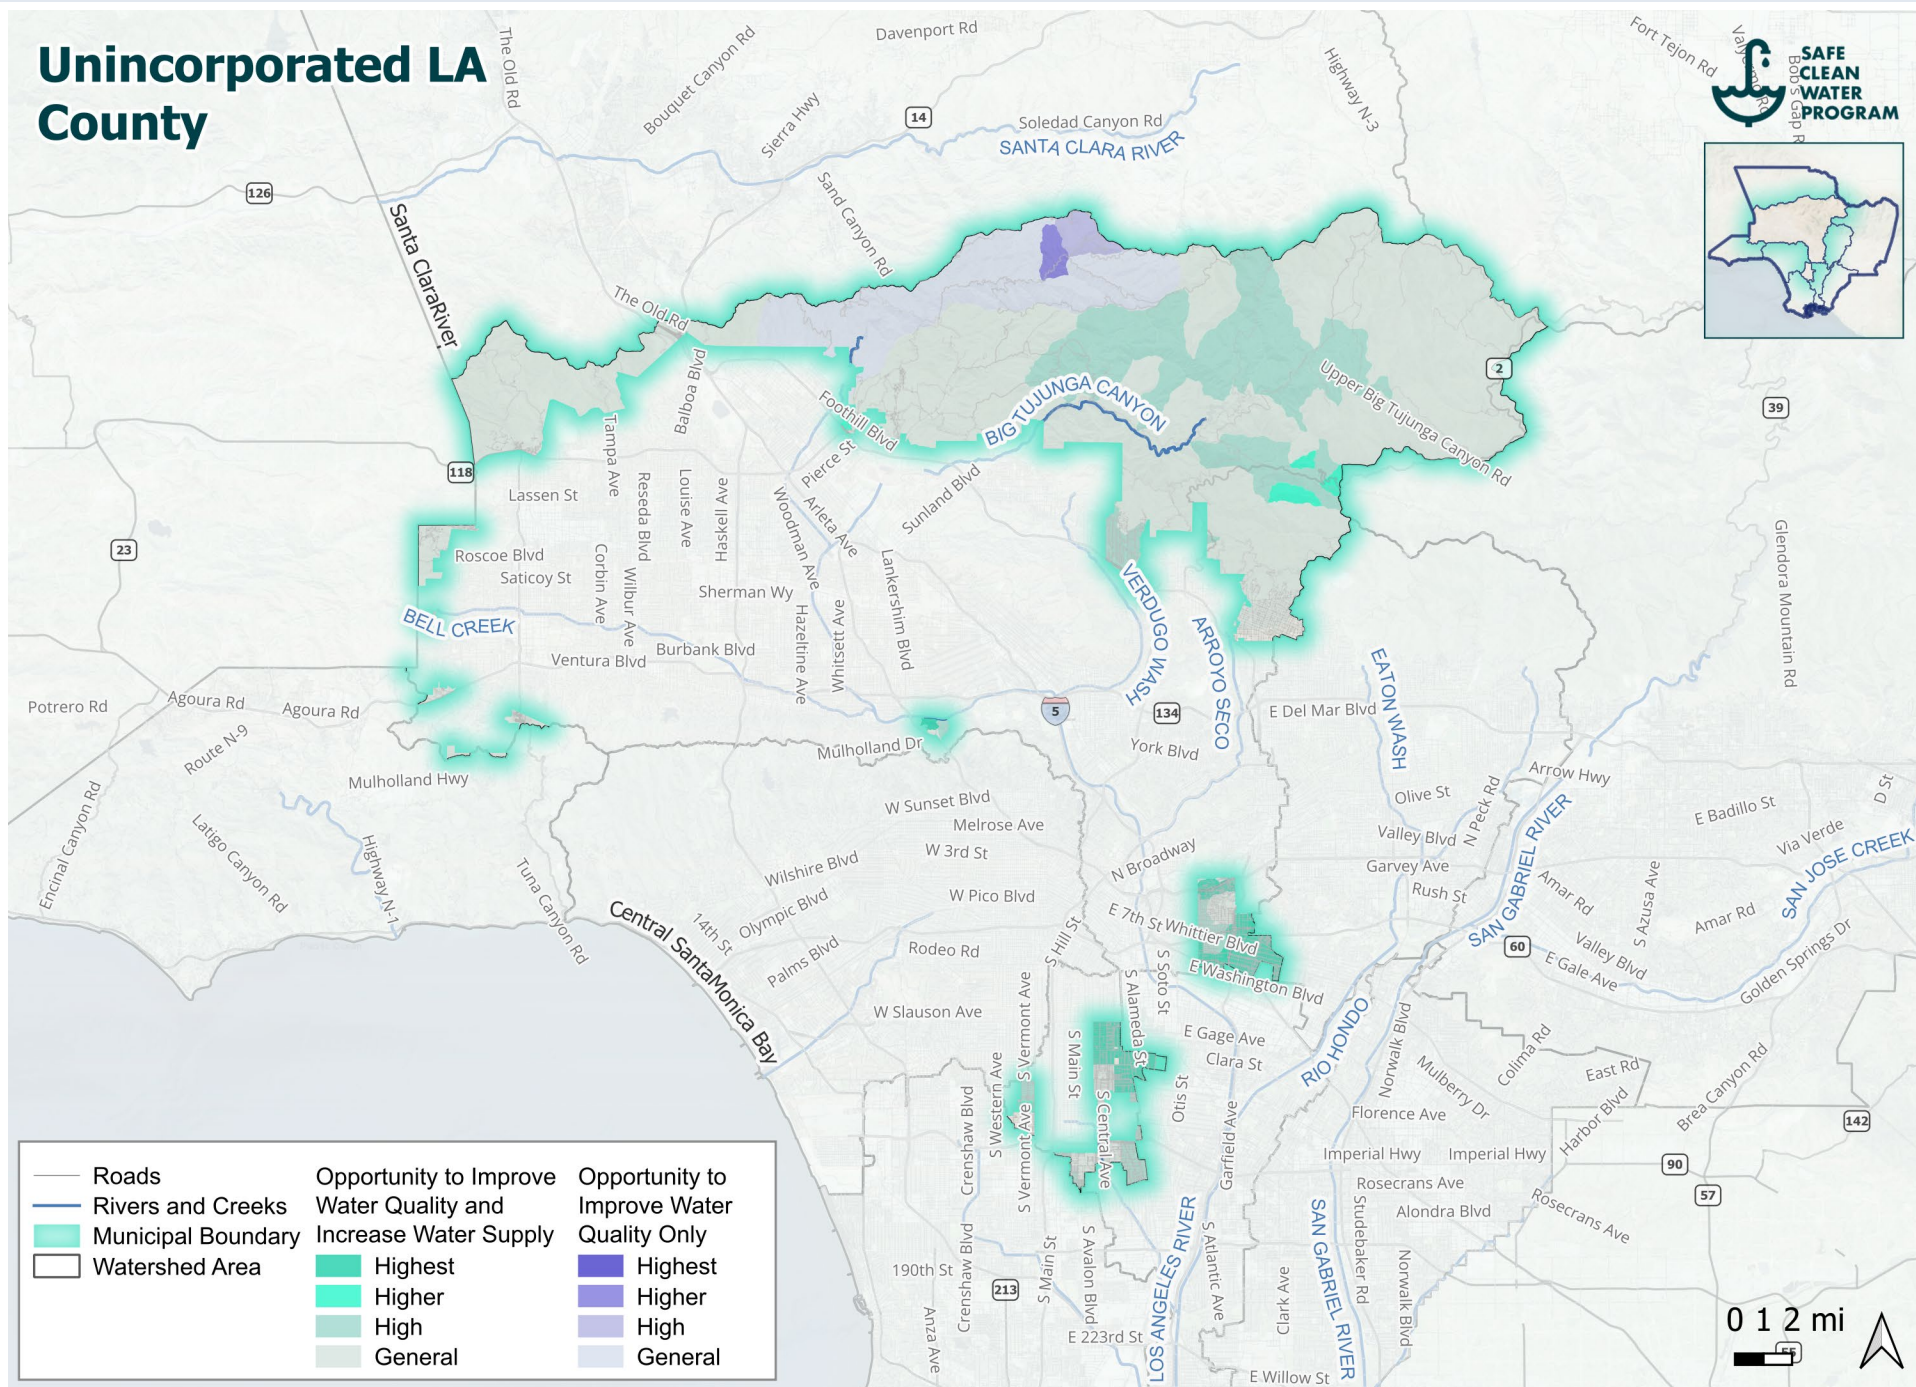 Unincorporated LA
County
SAFE
CLEAN
WATER
PROGRAM
The Old Rd
Bouquet Canyon Rd
Davenport Rd
Sierra Hwy
14
Soledad Canyon Rd
SANTA CLARA RIVER
Highway N-3
Fort Tejon Rd
126
Santa ClaraRiver
Sand Canyon Rd
The Old Rd
Balboa Blvd
Foothill Blvd
BIG TUJUNGA CANYON
Upper Big Tujunga Canyon Rd
2
39
118
Tampa Ave
Pierce St
Lassen St
Reseda Blvd
Louise Ave
Haskell Ave
Woodman Ave
Arleta Ave
Sunland Blvd
23
Roscoe Blvd
Saticoy St
Corbin Ave
Wilbur Ave
Sherman Wy
Hazeltine Ave
Whitsett Ave
Lankershim Blvd
VERDUGO WASH
ARROYO SECO
EATON WASH
Glendora Mountain Rd
BELL CREEK
Ventura Blvd
Burbank Blvd
Potrero Rd
Agoura Rd
Agoura Rd
Route N-9
5
134
E Del Mar Blvd
Mulholland Dr
York Blvd
Mulholland Hwy
Arrow Hwy
Encinal Canyon Rd
Latigo Canyon Rd
Highway N-1
Tuna Canyon Rd
W Sunset Blvd
Melrose Ave
W 3rd St
Wilshire Blvd
Olympic Blvd
W Pico Blvd
N Broadway
Olive St
Valley Blvd
N Peck Rd
Garvey Ave
Rush St
SAN GABRIEL RIVER
E Badillo St
D St
Via Verde
SAN JOSE CREEK
Amar Rd
S Azusa Ave
Amar Rd
Central SantaMonica Bay
14th St
Palms Blvd
Rodeo Rd
S Hill St
E 7th St
Whittier Blvd
E Washington Blvd
60
Valley Blvd
E Gale Ave
Golden Springs Dr
W Slauson Ave
S Vermont Ave
S Main St
S Alameda St
S Soto St
E Gage Ave
Clara St
RIO HONDO
Norwalk Blvd
Colima Rd
Mulberry Dr
East Rd
Harbor Blvd
Brea Canyon Rd
142
Crenshaw Blvd
S Western Ave
S Vermont Ave
S Central Ave
Otis St
Garfield Ave
Florence Ave
Imperial Hwy
Imperial Hwy
90
57
Rosecrans Ave
Alondra Blvd
Rosecrans Ave
Studebaker Rd
190th St
Crenshaw Blvd
Anza Ave
213
S Main St
S Avalon Blvd
E 223rd St
LOS ANGELES RIVER
S Atlantic Ave
Clark Ave
SAN GABRIEL RIVER
Norwalk Blvd
E Willow St
Roads
Rivers and Creeks
Municipal Boundary
Watershed Area
Opportunity to Improve
Water Quality and
Increase Water Supply
Highest
Higher
High
General
Opportunity to
Improve Water
Quality Only
Highest
Higher
High
General
0 1 2 mi